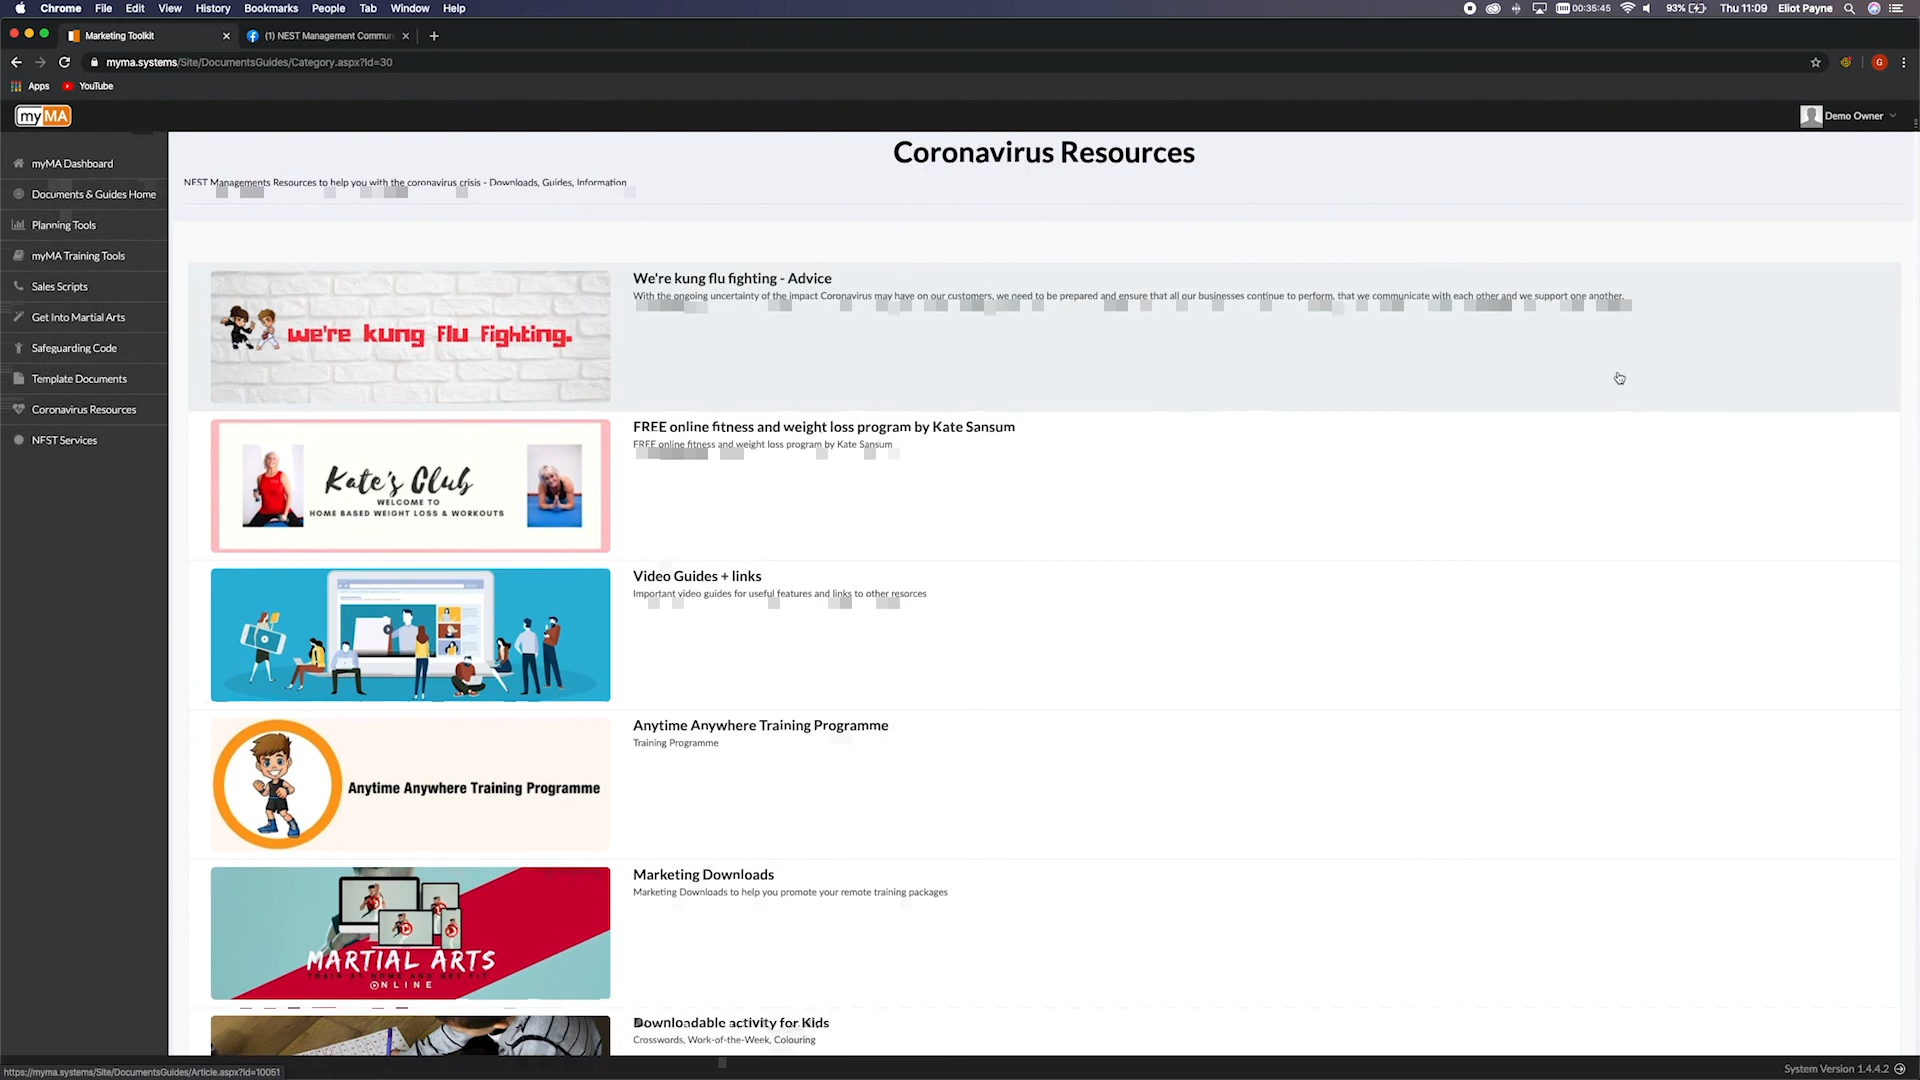 Chrome File Edit View History Bookmarks People Tab Window Help 00:35:45 93% Thu 11:09 Eliot Payne
Marketing Toolkit (1) NEST Management Commun
myma.systems/Site/DocumentsGuides/Category.aspx?Id=30 G
Apps YouTube
myMA Demo Owner
myMA Dashboard
Documents & Guides Home
Planning Tools
myMA Training Tools
Sales Scripts
Get Into Martial Arts
Safeguarding Code
Template Documents
Coronavirus Resources
NEST Services
Coronavirus Resources
NEST Managements Resources to help you with the coronavirus crisis - Downloads, Guides, Information
we're kung flu fighting.
We're kung flu fighting - Advice
With the ongoing uncertainty of the impact Coronavirus may have on our customers, we need to be prepared and ensure that all our businesses continue to perform, that we communicate with each other and we support one another.
Kate's Club
WELCOME TO
HOME BASED WEIGHT LOSS & WORKOUTS
FREE online fitness and weight loss program by Kate Sansum
FREE online fitness and weight loss program by Kate Sansum
Video Guides + links
Important video guides for useful features and links to other resorces
Anytime Anywhere Training Programme
Anytime Anywhere Training Programme
Training Programme
MARTIAL ARTS
TRAIN AT HOME AND GET FIT
ONLINE
Marketing Downloads
Marketing Downloads to help you promote your remote training packages
Downloadable activity for Kids
Crosswords, Work-of-the-Week, Colouring
https://myma.systems/Site/DocumentsGuides/Article.aspx?Id=10051
System Version 1.4.4.2